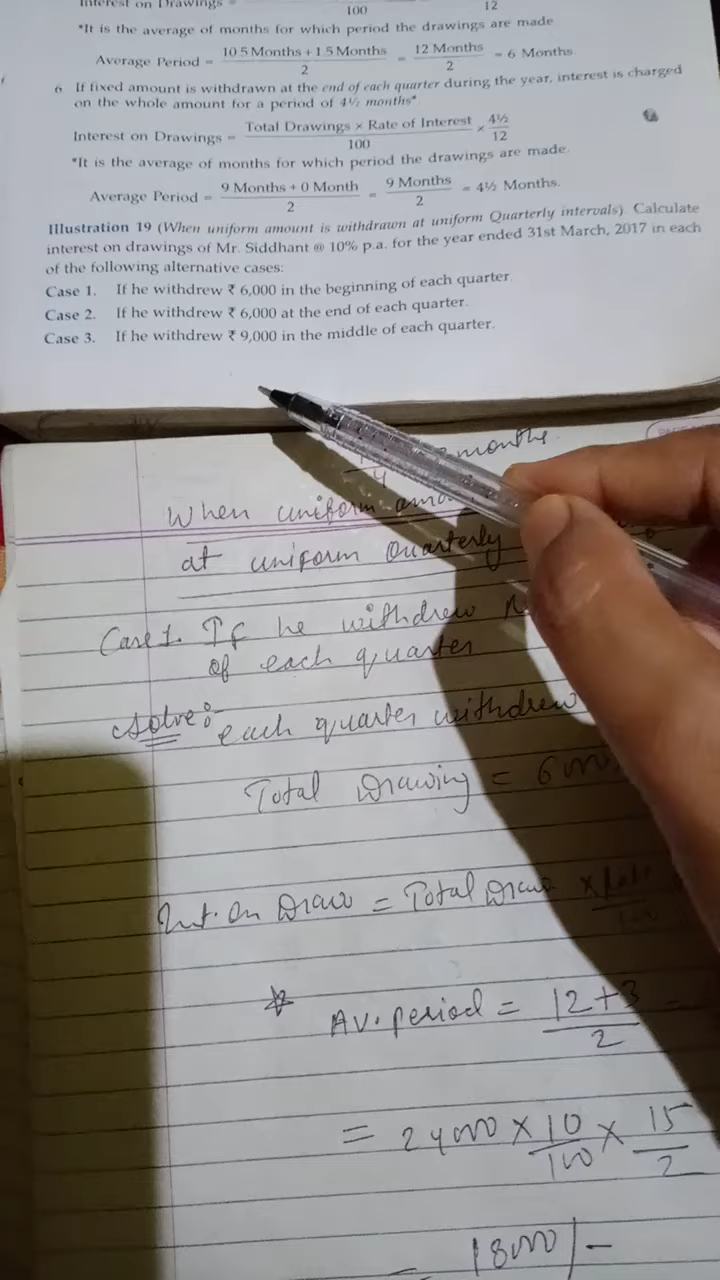 Interest on Drawings =
100
12
*It is the average of months for which period the drawings are made
Average Period = 10.5 Months + 1.5 Months / 2 = 12 Months / 2 = 6 Months
6 If fixed amount is withdrawn at the end of each quarter during the year, interest is charged
on the whole amount for a period of 4½ months*
Interest on Drawings = Total Drawings × Rate of Interest / 100 × 4½ / 12
*It is the average of months for which period the drawings are made.
Average Period = 9 Months + 0 Month / 2 = 9 Months / 2 = 4½ Months.
Illustration 19 (When uniform amount is withdrawn at uniform Quarterly intervals). Calculate
interest on drawings of Mr. Siddhant @ 10% p.a. for the year ended 31st March, 2017 in each
of the following alternative cases:
Case 1. If he withdrew ₹ 6,000 in the beginning of each quarter.
Case 2. If he withdrew ₹ 6,000 at the end of each quarter.
Case 3. If he withdrew ₹ 9,000 in the middle of each quarter.
4 months
When uniform
at uniform Quarterly
Case 1. If he withdrew
of each quarter
Solve: each quarter withdrew
Total Drawing =
Int. On Draw = Total Draw ×
Av. period = 12+3 / 2
= 24000 × 10 / 100 × 15 / 2
= 18000/-